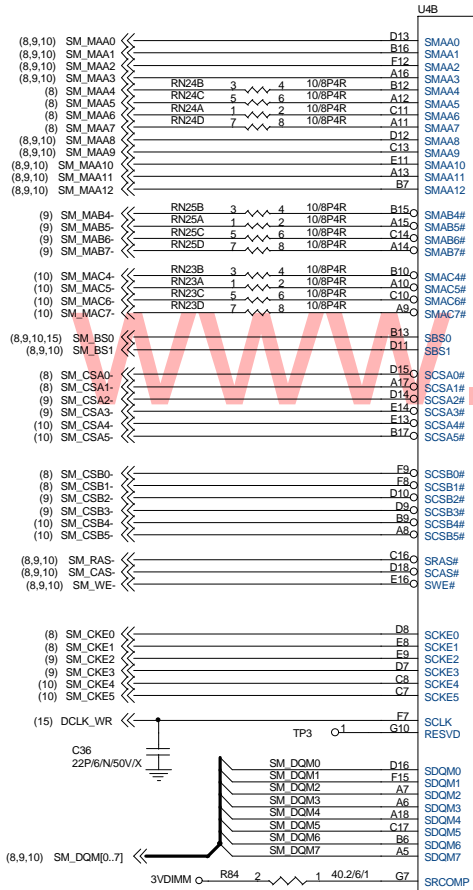 U4B
(8,9,10) SM_MAA0 D13 SMAA0
(8,9,10) SM_MAA1 B16 SMAA1
(8,9,10) SM_MAA2 F12 SMAA2
(8,9,10) SM_MAA3 A16 SMAA3
(8) SM_MAA4 RN24B 3 4 10/8P4R B12 SMAA4
(8) SM_MAA5 RN24C 5 6 10/8P4R A12 SMAA5
(8) SM_MAA6 RN24A 1 2 10/8P4R C11 SMAA6
(8) SM_MAA7 RN24D 7 8 10/8P4R A11 SMAA7
(8,9,10) SM_MAA8 D12 SMAA8
(8,9,10) SM_MAA9 C13 SMAA9
(8,9,10) SM_MAA10 E11 SMAA10
(8,9,10) SM_MAA11 A13 SMAA11
(8,9,10) SM_MAA12 B7 SMAA12
(9) SM_MAB4- RN25B 3 4 10/8P4R B15 SMAB4#
(9) SM_MAB5- RN25A 1 2 10/8P4R A15 SMAB5#
(9) SM_MAB6- RN25C 5 6 10/8P4R C14 SMAB6#
(9) SM_MAB7- RN25D 7 8 10/8P4R A14 SMAB7#
(10) SM_MAC4- RN23B 3 4 10/8P4R B10 SMAC4#
(10) SM_MAC5- RN23A 1 2 10/8P4R A10 SMAC5#
(10) SM_MAC6- RN23C 5 6 10/8P4R C10 SMAC6#
(10) SM_MAC7- RN23D 7 8 10/8P4R A9 SMAC7#
(8,9,10,15) SM_BS0 B13 SBS0
(8,9,10) SM_BS1 D11 SBS1
(8) SM_CSA0- D15 SCSA0#
(8) SM_CSA1- A17 SCSA1#
(9) SM_CSA2- D14 SCSA2#
(9) SM_CSA3- E14 SCSA3#
(10) SM_CSA4- E13 SCSA4#
(10) SM_CSA5- B17 SCSA5#
(8) SM_CSB0- F9 SCSB0#
(8) SM_CSB1- F8 SCSB1#
(9) SM_CSB2- D10 SCSB2#
(9) SM_CSB3- D9 SCSB3#
(10) SM_CSB4- B9 SCSB4#
(10) SM_CSB5- A8 SCSB5#
(8,9,10) SM_RAS- C16 SRAS#
(8,9,10) SM_CAS- D18 SCAS#
(8,9,10) SM_WE- E16 SWE#
(8) SM_CKE0 D8 SCKE0
(8) SM_CKE1 E8 SCKE1
(9) SM_CKE2 E9 SCKE2
(9) SM_CKE3 D7 SCKE3
(10) SM_CKE4 C8 SCKE4
(10) SM_CKE5 C7 SCKE5
(15) DCLK_WR F7 SCLK
TP3 1 G10 RESVD
C36
22P/6/N/50V/X
SM_DQM0 D16 SDQM0
SM_DQM1 F15 SDQM1
SM_DQM2 A7 SDQM2
SM_DQM3 A6 SDQM3
SM_DQM4 A18 SDQM4
SM_DQM5 C17 SDQM5
SM_DQM6 B6 SDQM6
(8,9,10) SM_DQM[0..7] SM_DQM7 A5 SDQM7
3VDIMM R84 2 1 40.2/6/1 G7 SRCOMP
www.